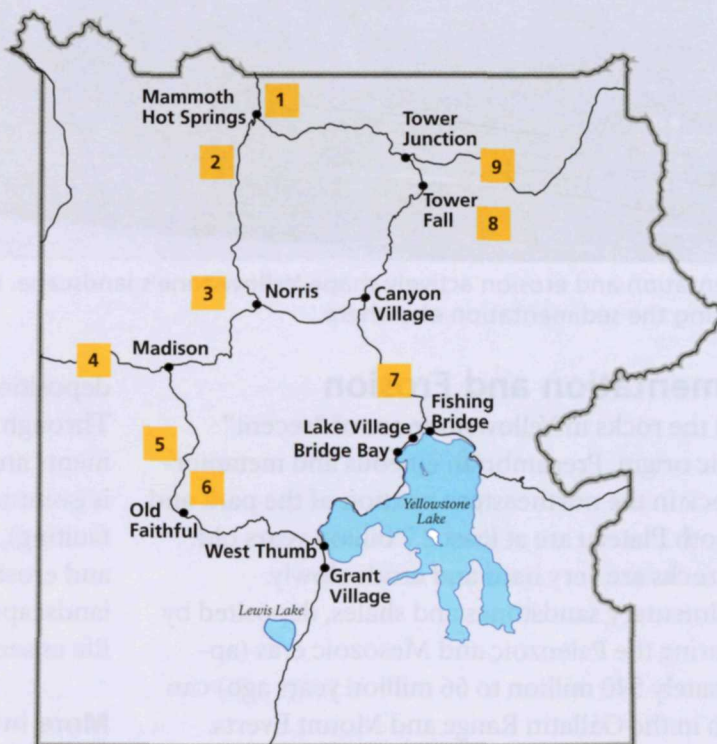 1
Mammoth
Hot Springs
Tower
Junction
2
9
Tower
Fall
8
3
Norris
Canyon
Village
4
Madison
7
Fishing
Bridge
Lake Village
Bridge Bay
5
6
Yellowstone
Lake
Old
Faithful
West Thumb
Grant
Village
Lewis Lake